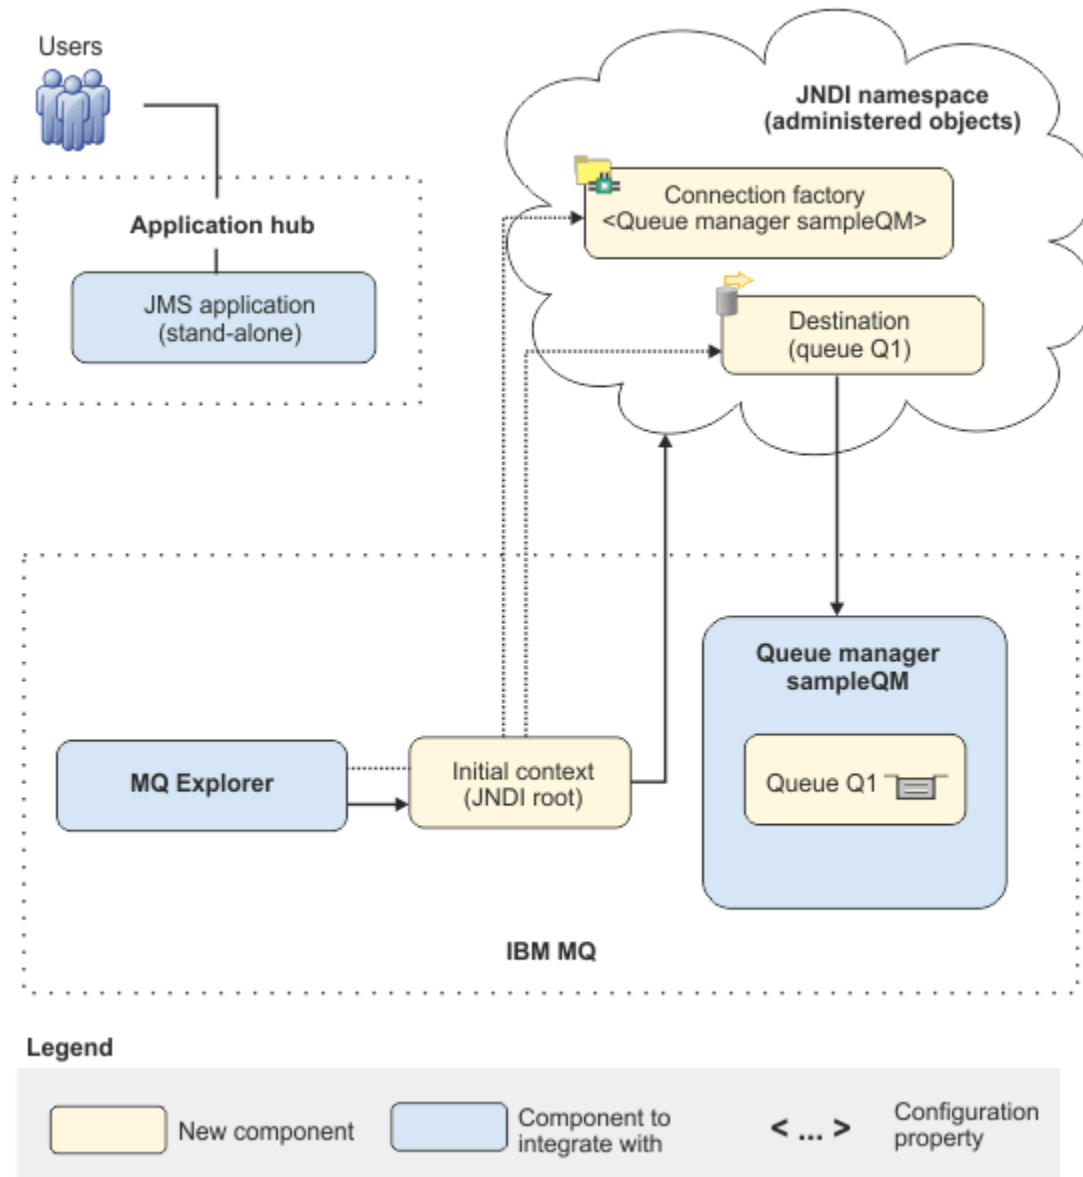 Users
JNDI namespace
(administered objects)
Connection factory
<Queue manager sampleQM>
Application hub
JMS application
(stand-alone)
Destination
(queue Q1)
Queue manager
sampleQM
MQ Explorer
Initial context
(JNDI root)
Queue Q1
IBM MQ
Legend
New component
Component to
integrate with
< ... >
Configuration
property